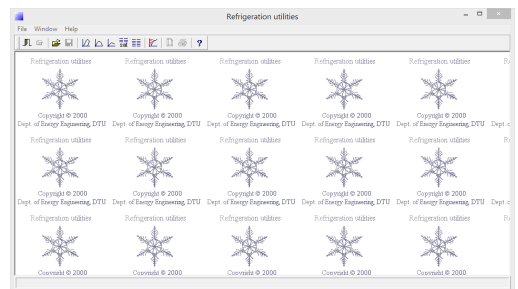 Refrigeration utilities
File Window Help
?
Refrigeration utilities Refrigeration utilities Refrigeration utilities Refrigeration utilities Refrigeration utilities
Copyright © 2000 Copyright © 2000 Copyright © 2000 Copyright © 2000 Copyright © 2000
Dept. of Energy Engineering, DTU Dept. of Energy Engineering, DTU Dept. of Energy Engineering, DTU Dept. of Energy Engineering, DTU Dept. of Energy Engineering, DTU Dept. o
Refrigeration utilities Refrigeration utilities Refrigeration utilities Refrigeration utilities Refrigeration utilities
Copyright © 2000 Copyright © 2000 Copyright © 2000 Copyright © 2000 Copyright © 2000
Dept. of Energy Engineering, DTU Dept. of Energy Engineering, DTU Dept. of Energy Engineering, DTU Dept. of Energy Engineering, DTU Dept. of Energy Engineering, DTU Dept. o
Refrigeration utilities Refrigeration utilities Refrigeration utilities Refrigeration utilities Refrigeration utilities
Copyright © 2000 Copyright © 2000 Copyright © 2000 Copyright © 2000 Copyright © 2000